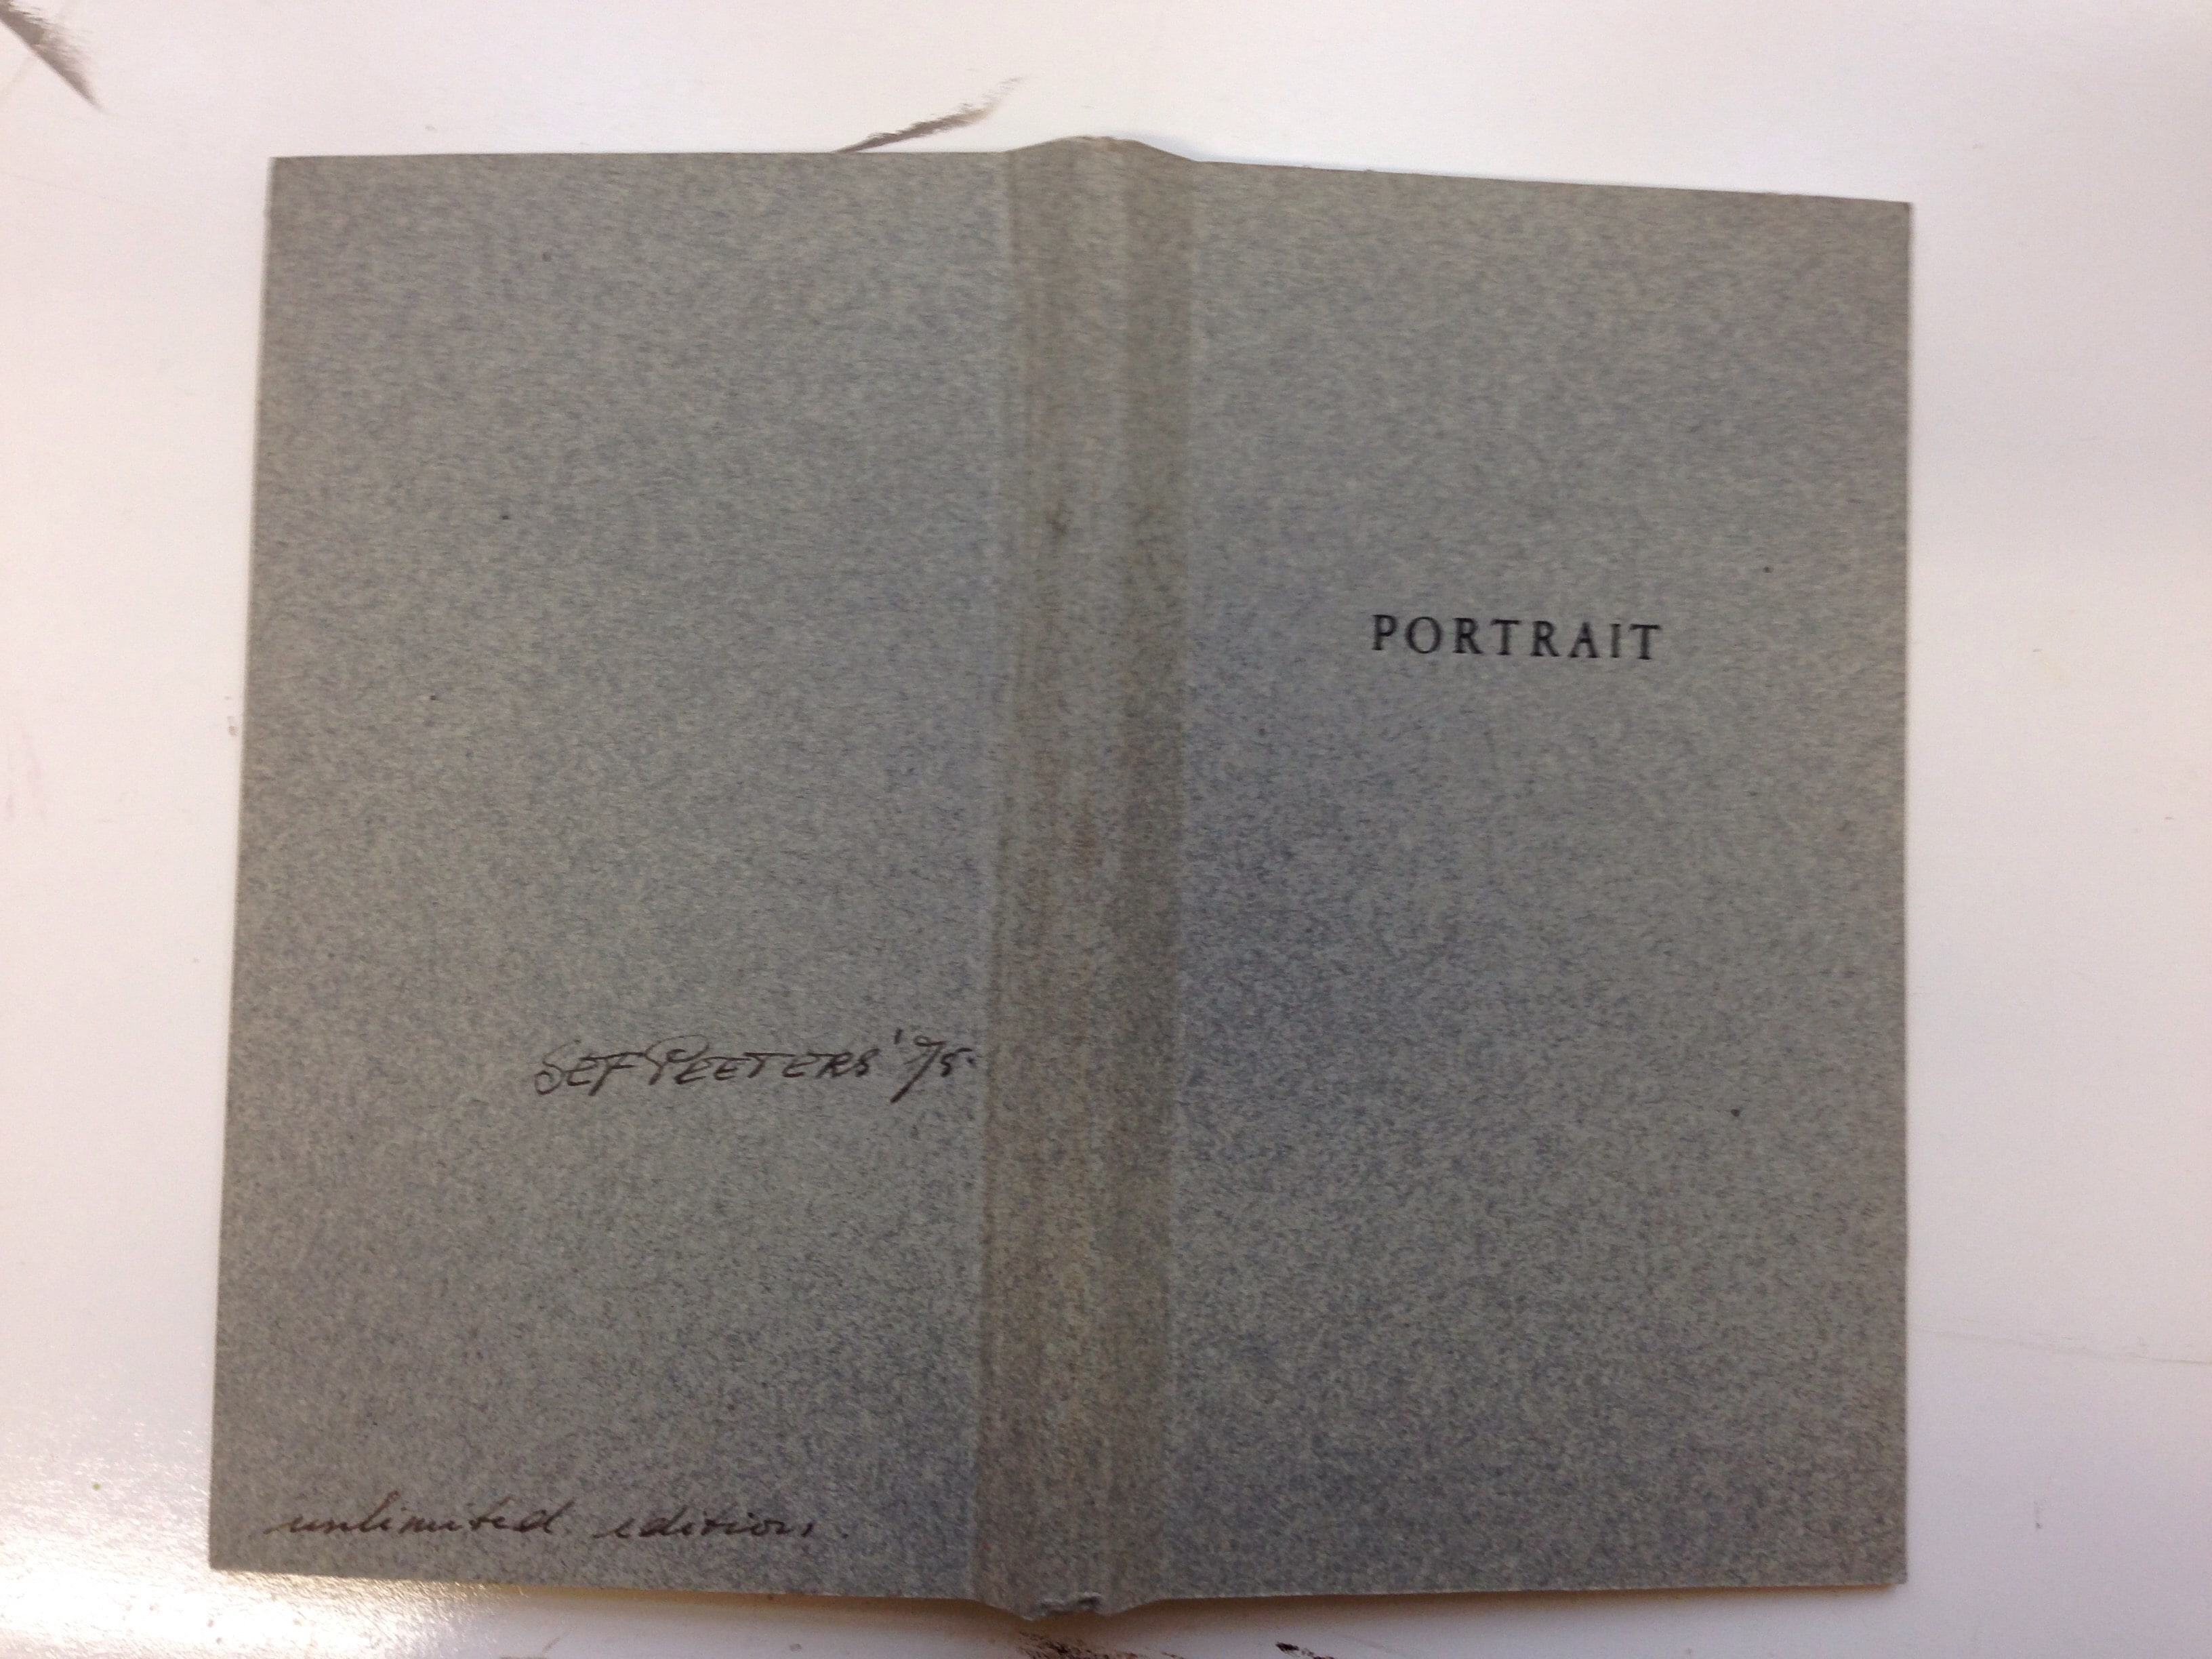 PORTRAIT
SEF PEETERS '75.
unlimited edition.